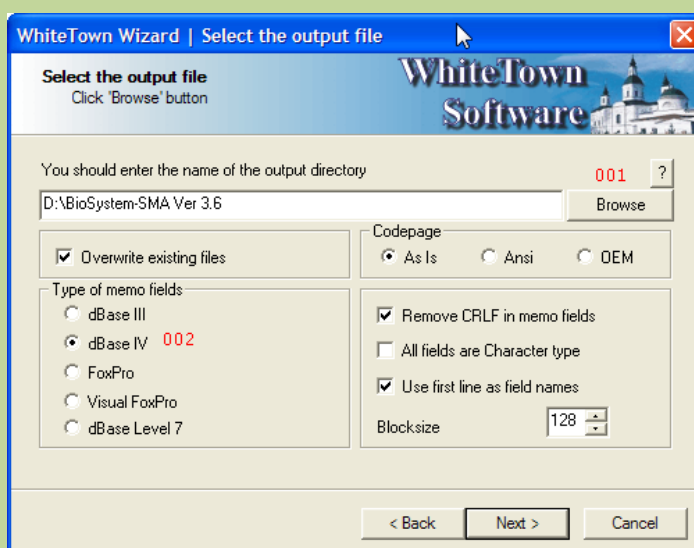 WhiteTown Wizard | Select the output file
Select the output file
Click 'Browse' button
WhiteTown
Software
You should enter the name of the output directory
001
?
D:\BioSystem-SMA Ver 3.6
Browse
Overwrite existing files
Codepage
As Is
Ansi
OEM
Type of memo fields
dBase III
dBase IV
002
FoxPro
Visual FoxPro
dBase Level 7
Remove CRLF in memo fields
All fields are Character type
Use first line as field names
Blocksize
128
< Back
Next >
Cancel